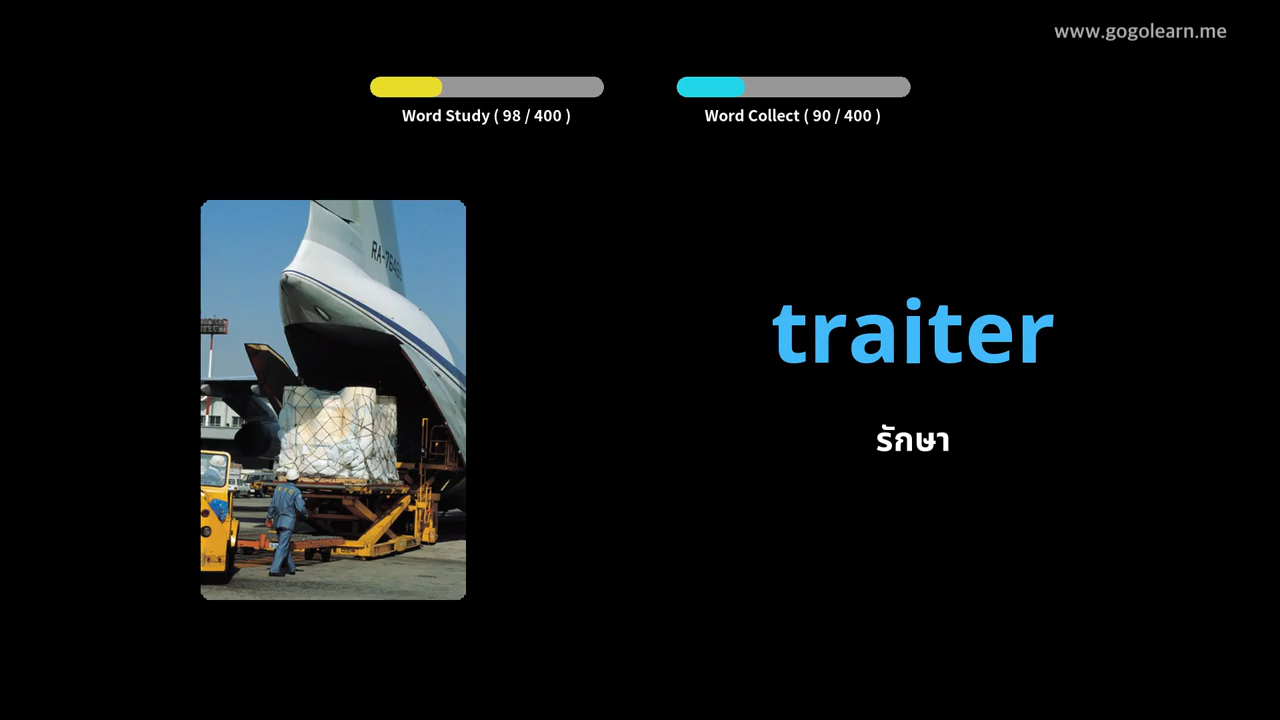 www.gogolearn.me
Word Study ( 98 / 400 )
Word Collect ( 90 / 400 )
traiter
รักษา